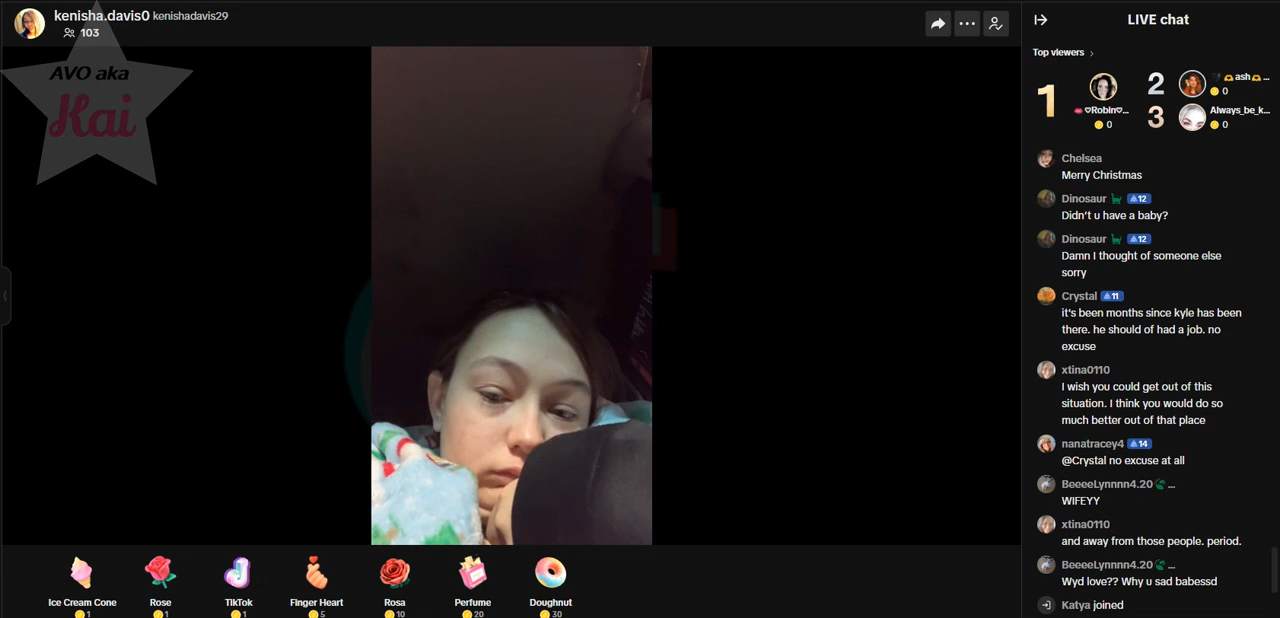 kenisha.davis0 kenishadavis29
103
AVO aka
Kai
LIVE chat
Top viewers
1
♡Robin♡...
0
2
ash ...
0
3
Always_be_k...
0
Chelsea
Merry Christmas
Dinosaur 12
Didn't u have a baby?
Dinosaur 12
Damn I thought of someone else
sorry
Crystal 11
it's been months since kyle has been
there. he should of had a job. no
excuse
xtina0110
I wish you could get out of this
situation. I think you would do so
much better out of that place
nanatracey4 14
@Crystal no excuse at all
BeeeeLynnnn4.20 ...
WIFEYY
xtina0110
and away from those people. period.
BeeeeLynnnn4.20 ...
Wyd love?? Why u sad babessd
Katya joined
Ice Cream Cone
1
Rose
1
TikTok
1
Finger Heart
5
Rosa
10
Perfume
20
Doughnut
30